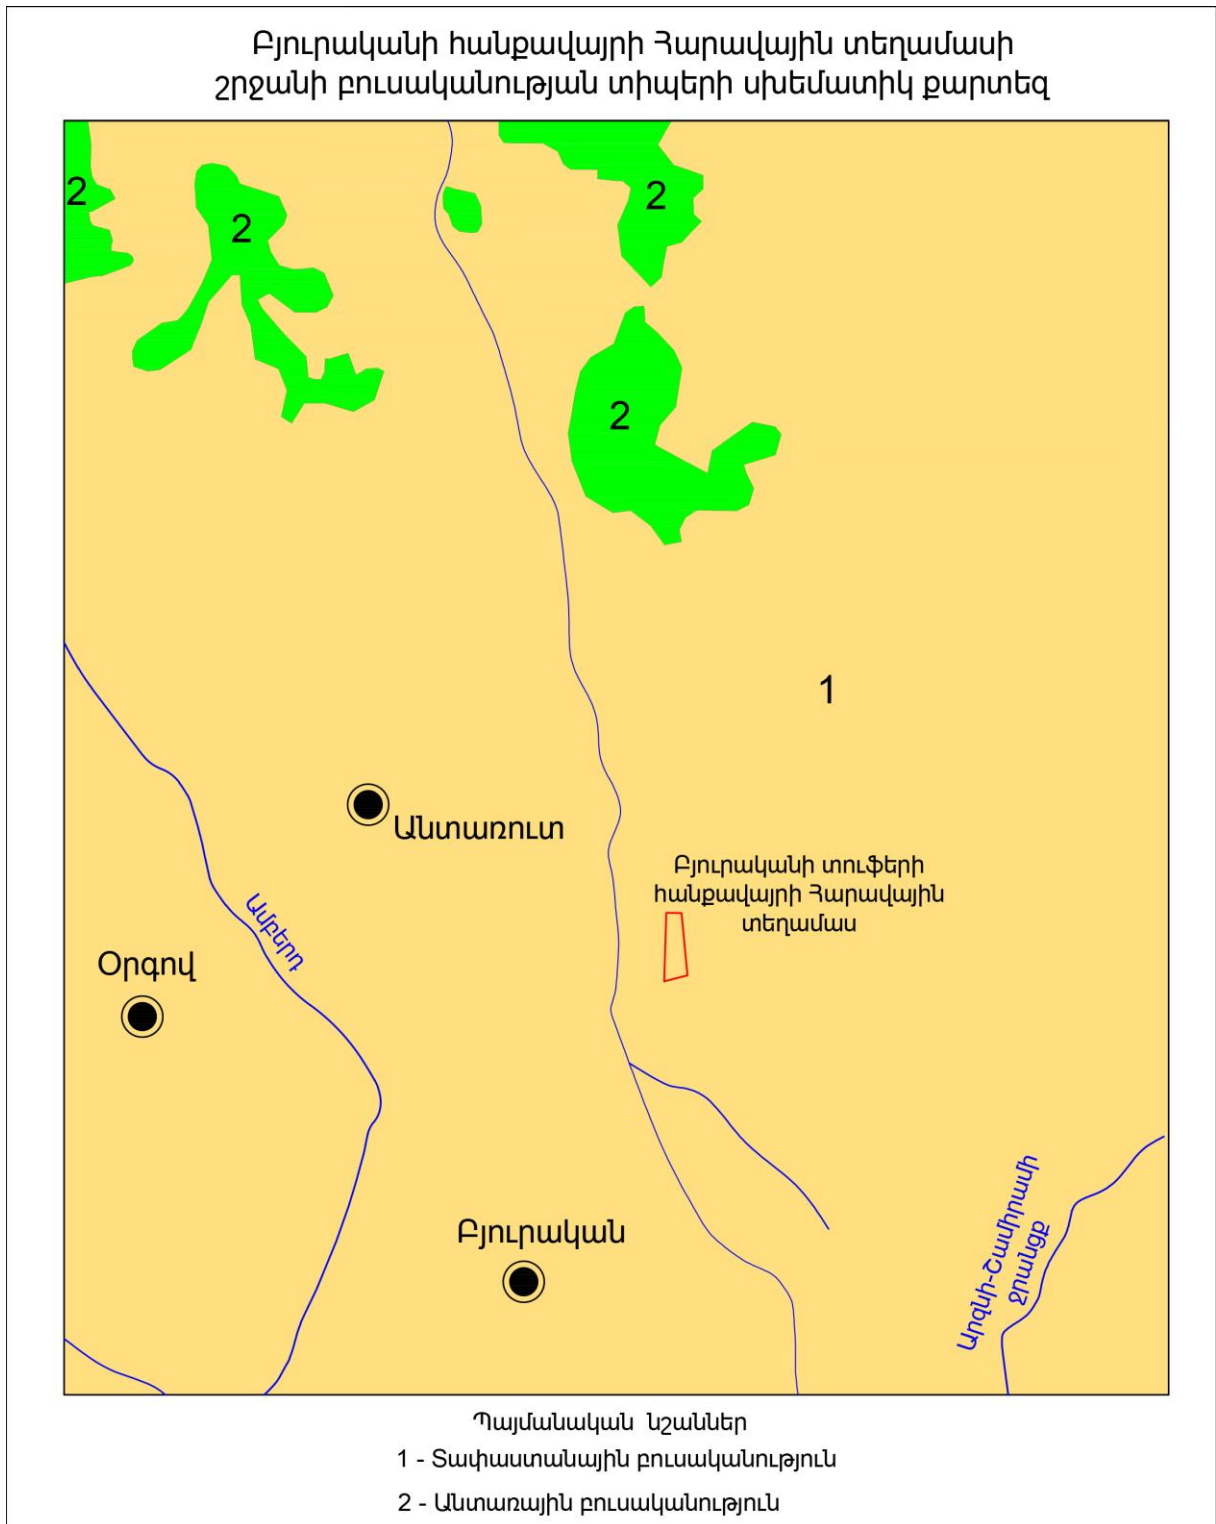 Բյուրականի հանքավայրի Հարավային տեղամասի
շրջանի բուսականության տիպերի սխեմատիկ քարտեզ
2
2
2
2
1
Անտառուտ
Բյուրականի տուֆերի
հանքավայրի Հարավային
տեղամաս
Ամբերդ
Օրգով
Բյուրական
Արզնի-Շամիրամի
ջրանցք
Պայմանական նշաններ
1 - Տափաստանային բուսականություն
2 - Անտառային բուսականություն